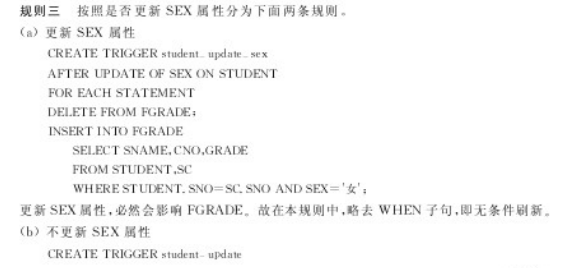 规则三 按照是否更新 SEX 属性分为下面两条规则。
(a) 更新 SEX 属性
CREATE TRIGGER student_update_sex
AFTER UPDATE OF SEX ON STUDENT
FOR EACH STATEMENT
DELETE FROM FGRADE;
INSERT INTO FGRADE
SELECT SNAME,CNO,GRADE
FROM STUDENT,SC
WHERE STUDENT.SNO=SC.SNO AND SEX='女';
更新 SEX 属性,必然会影响 FGRADE。故在本规则中,略去 WHEN 子句,即无条件刷新。
(b) 不更新 SEX 属性
CREATE TRIGGER student_update